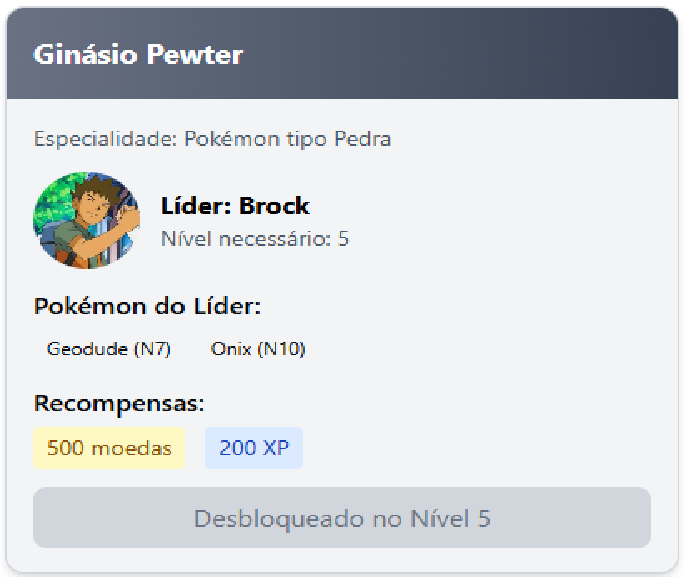 Ginásio Pewter
Especialidade: Pokémon tipo Pedra
Líder: Brock
Nível necessário: 5
Pokémon do Líder:
Geodude (N7) Onix (N10)
Recompensas:
500 moedas 200 XP
Desbloqueado no Nível 5